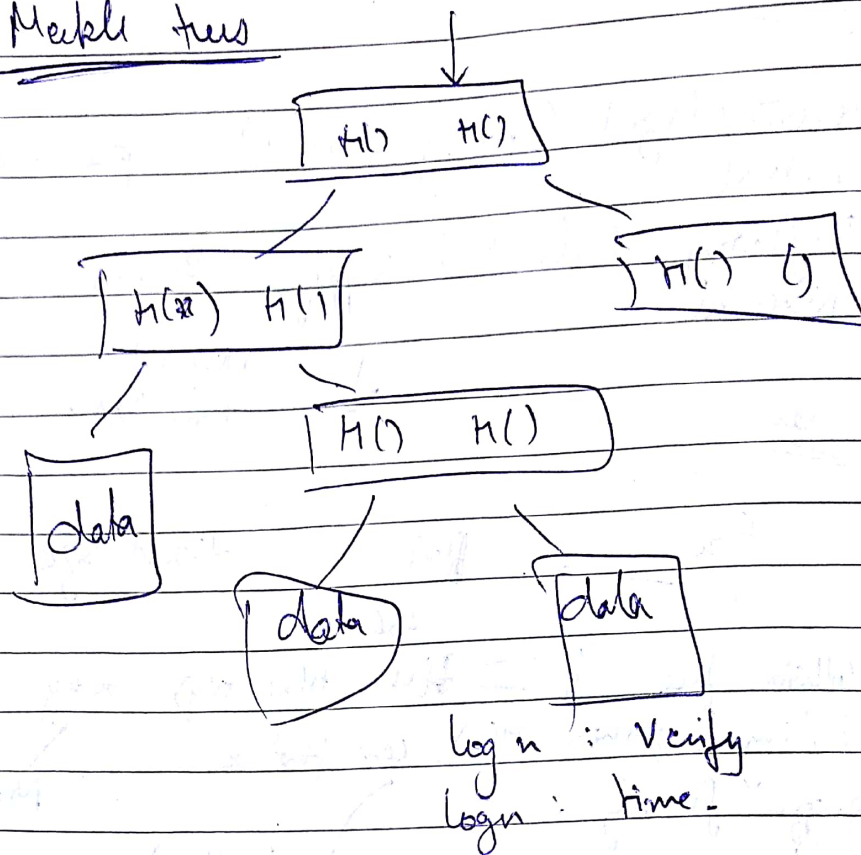 Merkle trees
H() H()
H(x) H()
H() ()
H() H()
data
data
data
log n : Verify
log n : time.